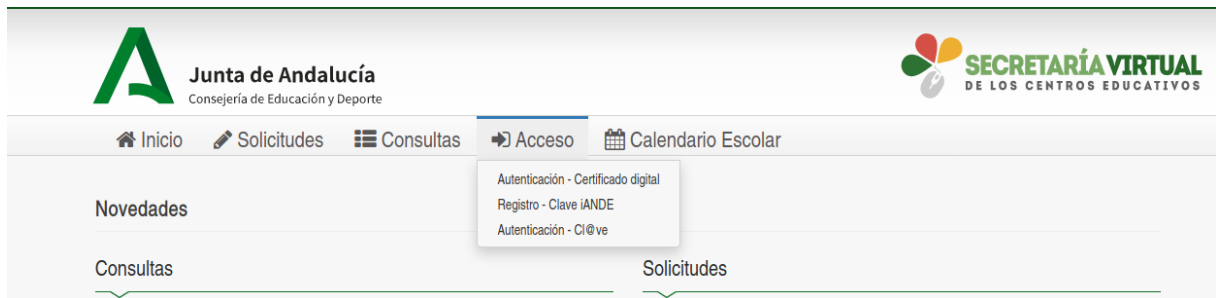 Junta de Andalucía
Consejería de Educación y Deporte
SECRETARÍA VIRTUAL
DE LOS CENTROS EDUCATIVOS
Inicio Solicitudes Consultas Acceso Calendario Escolar
Autenticación - Certificado digital
Registro - Clave iANDE
Autenticación - Cl@ve
Novedades
Consultas
Solicitudes